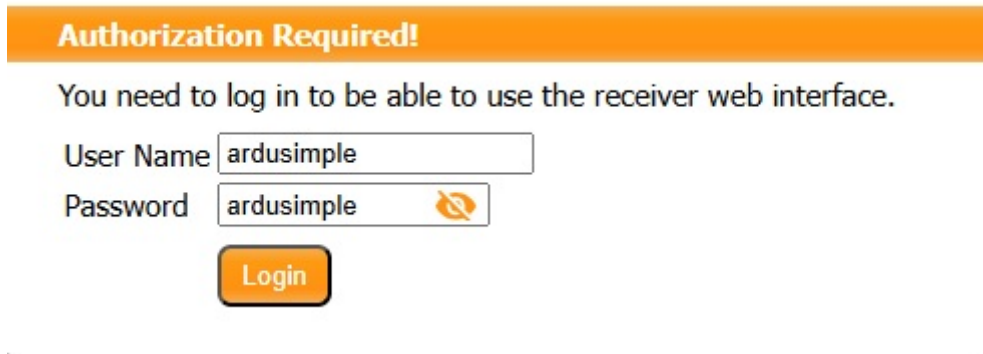 Authorization Required!
You need to log in to be able to use the receiver web interface.
User Name ardusimple
Password ardusimple
Login